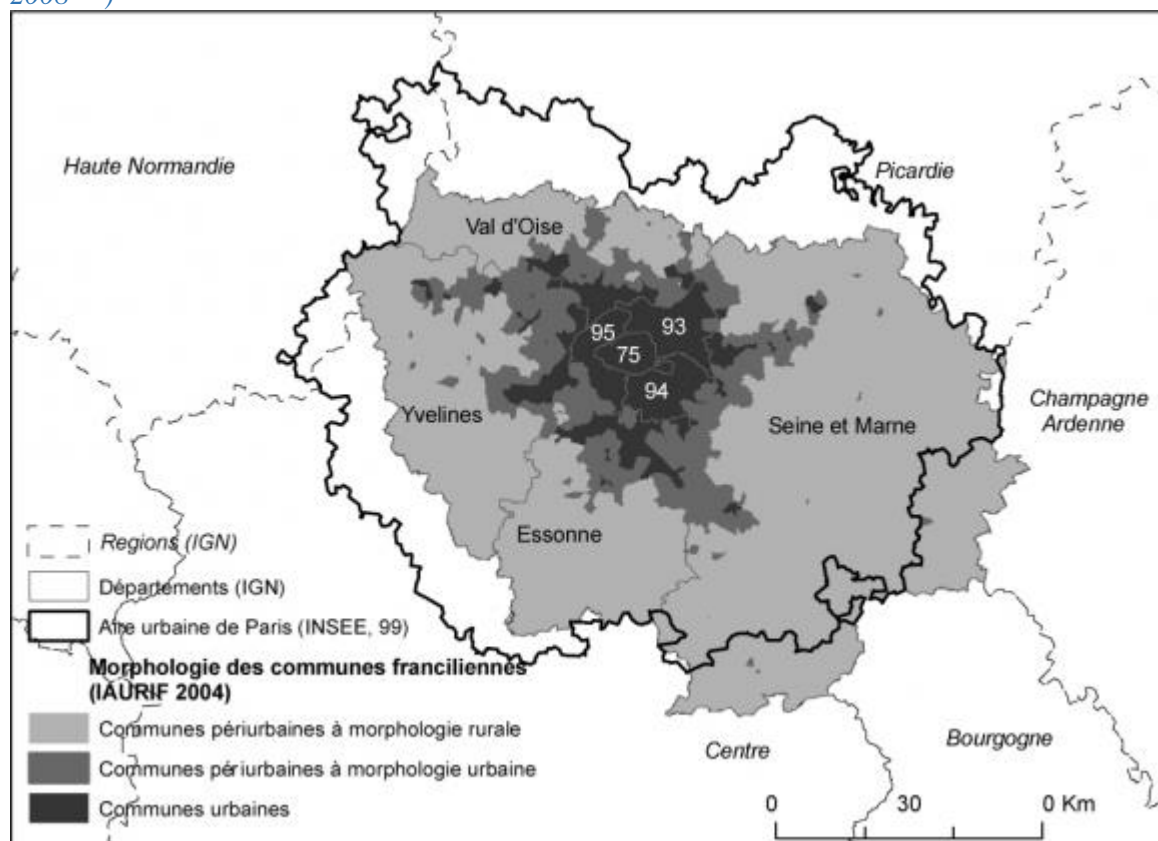 2008
Haute Normandie
Picardie
Val d'Oise
95
93
75
94
Yvelines
Seine et Marne
Champagne
Ardenne
Essonne
Regions (IGN)
Départements (IGN)
Aire urbaine de Paris (INSEE, 99)
Morphologie des communes franciliennes
(IAURIF 2004)
Communes périurbaines à morphologie rurale
Communes périurbaines à morphologie urbaine
Communes urbaines
Centre
Bourgogne
0 30 0 Km